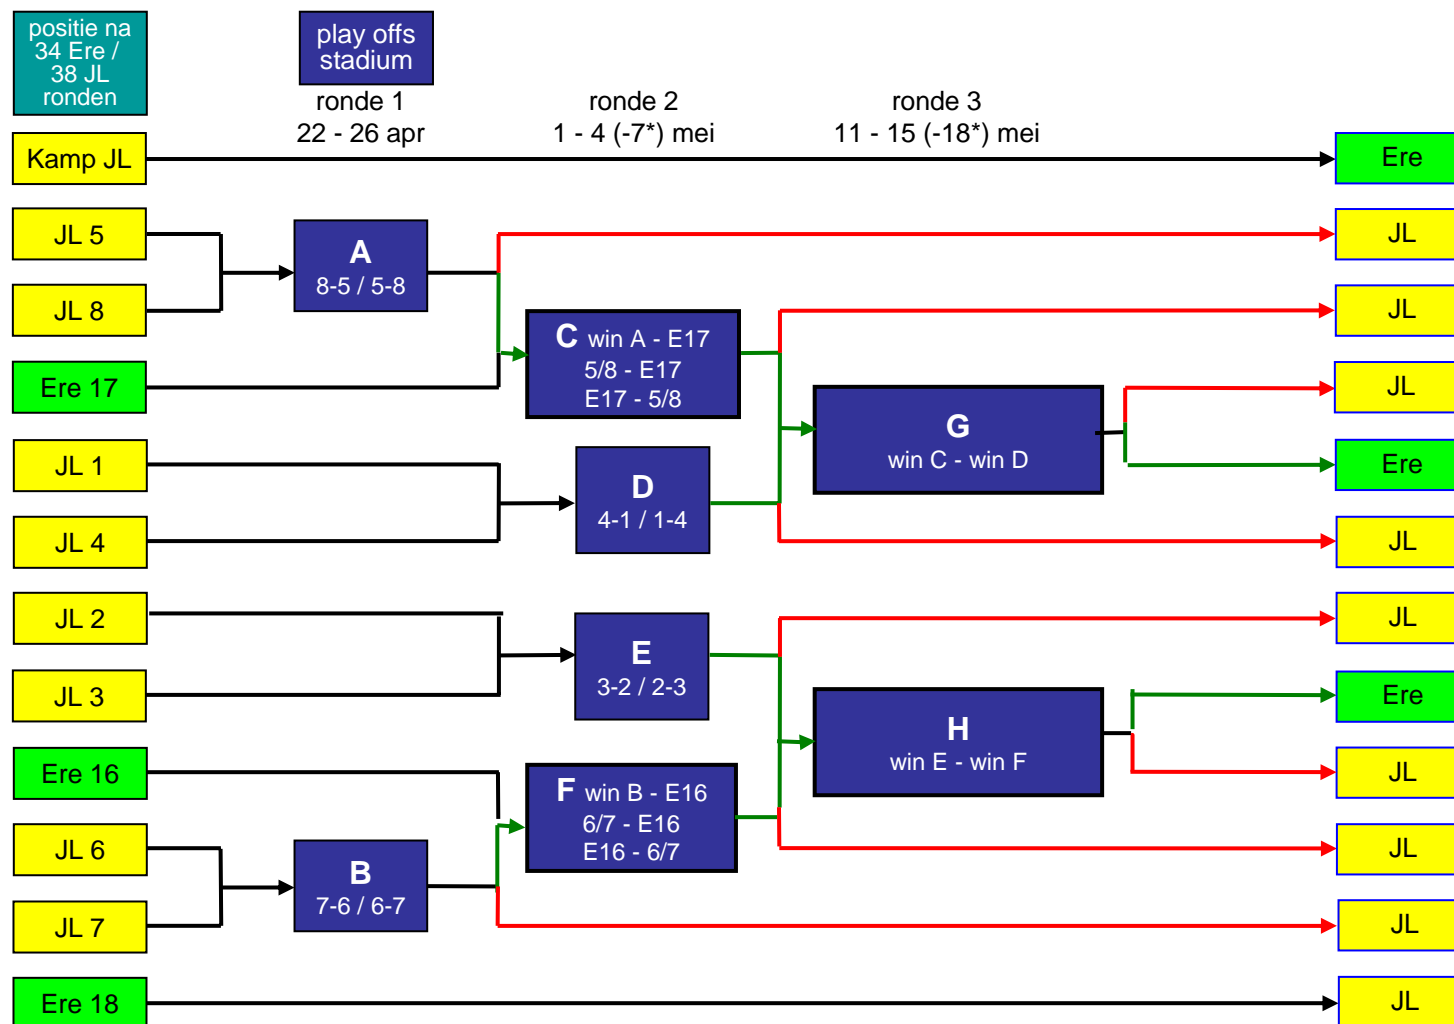 positie na
34 Ere /
38 JL
ronden
play offs
stadium
ronde 1
22 - 26 apr
ronde 2
1 - 4 (-7*) mei
ronde 3
11 - 15 (-18*) mei
Kamp JL
Ere
JL 5
A
8-5 / 5-8
JL
JL 8
C win A - E17
5/8 - E17
E17 - 5/8
JL
Ere 17
G
win C - win D
JL
JL 1
D
4-1 / 1-4
Ere
JL 4
JL
JL 2
E
3-2 / 2-3
JL
JL 3
H
win E - win F
Ere
Ere 16
F win B - E16
6/7 - E16
E16 - 6/7
JL
JL 6
B
7-6 / 6-7
JL
JL 7
JL
Ere 18
JL